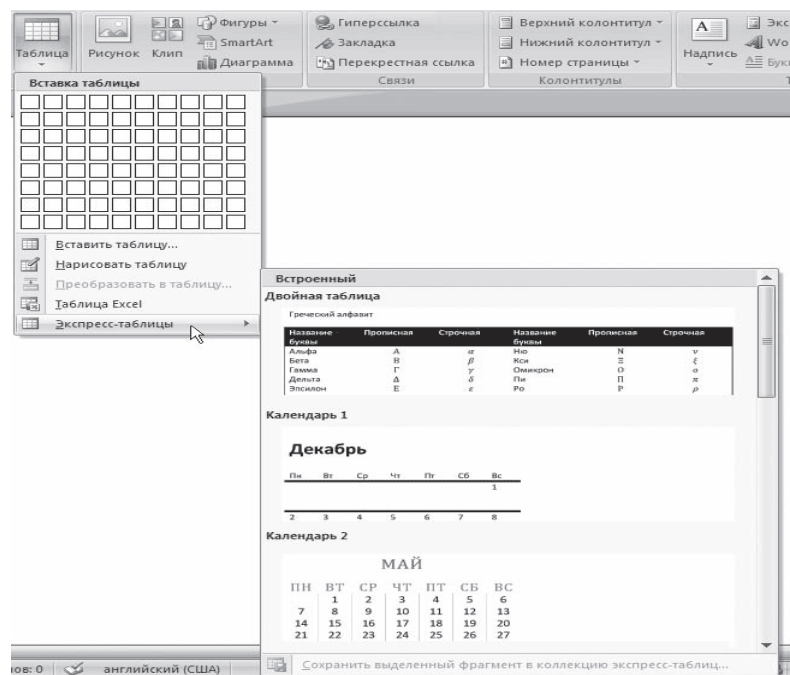 Таблица
Рисунок
Клип
Фигуры
SmartArt
Диаграмма
Гиперссылка
Закладка
Перекрестная ссылка
Связи
Верхний колонтитул
Нижний колонтитул
Номер страницы
Колонтитулы
A
Надпись
Экс
Wo
Бук
Вставка таблицы
Вставить таблицу...
Нарисовать таблицу
Преобразовать в таблицу...
Таблица Excel
Экспресс-таблицы
Встроенный
Двойная таблица
Греческий алфавит
Название буквы Прописная Строчная Название буквы Прописная Строчная
Альфа Α α Ню Ν ν
Бета Β β Кси Ξ ξ
Гамма Γ γ Омикрон Ο ο
Дельта Δ δ Пи Π π
Эпсилон Ε ε Ро Ρ ρ
Календарь 1
Декабрь
Пн Вт Ср Чт Пт Сб Вс
1
2 3 4 5 6 7 8
Календарь 2
МАЙ
ПН ВТ СР ЧТ ПТ СБ ВС
1 2 3 4 5 6
7 8 9 10 11 12 13
14 15 16 17 18 19 20
21 22 23 24 25 26 27
Сохранить выделенный фрагмент в коллекцию экспресс-таблиц...
ов: 0
английский (США)